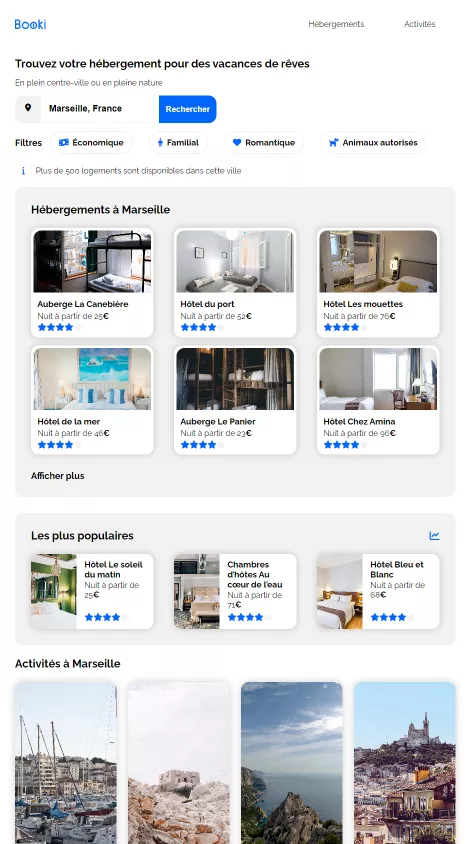 Booki
Hébergements
Activités
Trouvez votre hébergement pour des vacances de rêves
En plein centre-ville ou en pleine nature
Marseille, France
Rechercher
Filtres
Économique
Familial
Romantique
Animaux autorisés
Plus de 500 logements sont disponibles dans cette ville
Hébergements à Marseille
Auberge La Canebière
Nuit à partir de 25€
Hôtel du port
Nuit à partir de 52€
Hôtel Les mouettes
Nuit à partir de 76€
Hôtel de la mer
Nuit à partir de 46€
Auberge Le Panier
Nuit à partir de 23€
Hôtel Chez Amina
Nuit à partir de 96€
Afficher plus
Les plus populaires
Hôtel Le soleil
du matin
Nuit à partir de
25€
Chambres
d'hôtes Au
cœur de l'eau
Nuit à partir de
71€
Hôtel Bleu et
Blanc
Nuit à partir de
68€
Activités à Marseille